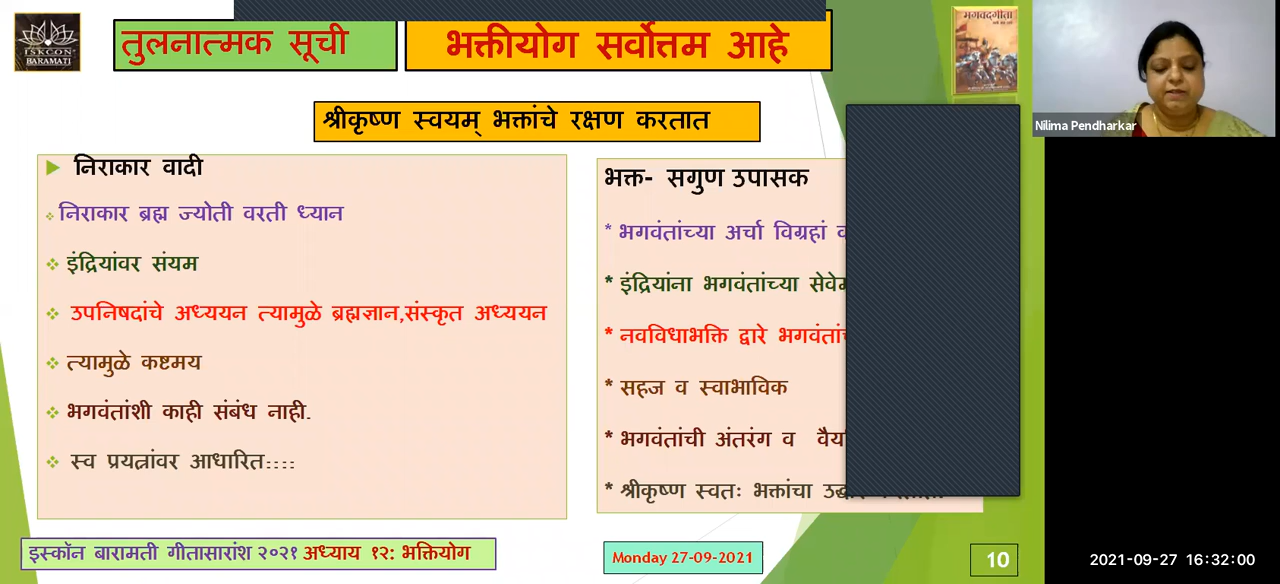 ISKCON
BARAMATI
तुलनात्मक सूची
भक्तीयोग सर्वोत्तम आहे
भगवद्‌गीता
श्रीकृष्ण स्वयम् भक्तांचे रक्षण करतात
Nilima Pendharkar
निराकार वादी
निराकार ब्रह्म ज्योती वरती ध्यान
इंद्रियांवर संयम
उपनिषदांचे अध्ययन त्यामुळे ब्रह्मज्ञान,संस्कृत अध्ययन
त्यामुळे कष्टमय
भगवंतांशी काही संबंध नाही.
स्व प्रयत्नांवर आधारित::::
भक्त- सगुण उपासक
* भगवंतांच्या अर्चा विग्रहां
* इंद्रियांना भगवंतांच्या
* नवविधाभक्ति द्वारे
* सहज व स्वाभाविक
* भगवंतांची अंतरंग व
* श्रीकृष्ण स्वतः भक्तांचा
इस्कॉन बारामती गीतासारांश २०२१ अध्याय १२: भक्तियोग
Monday 27-09-2021
10
2021-09-27 16:32:00